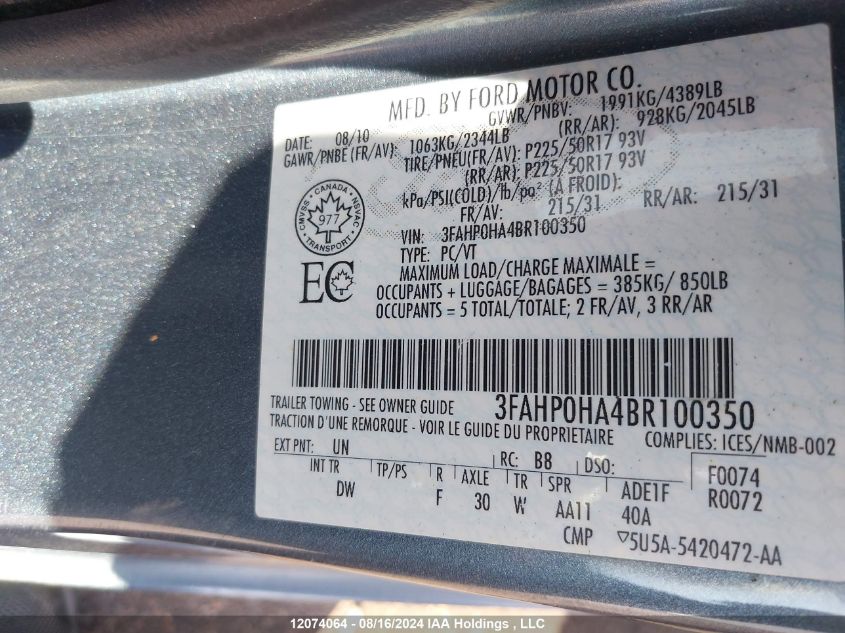 MFD. BY FORD MOTOR CO.
DATE: 08/10 GVWR/PNBV: 1991KG/4389LB
GAWR/PNBE (FR/AV): 1063KG/2344LB (RR/AR): 928KG/2045LB
TIRE/PNEU(FR/AV): P225/50R17 93V
(RR/AR): P225/50R17 93V
kPa/PSI(COLD)/lb/po² (À FROID):
FR/AV: 215/31 RR/AR: 215/31
VIN: 3FAHP0HA4BR100350
TYPE: PC/VT
CMVSS · CANADA · NSVAC
977
· TRANSPORT ·
EC
MAXIMUM LOAD/CHARGE MAXIMALE =
OCCUPANTS + LUGGAGE/BAGAGES = 385KG/ 850LB
OCCUPANTS = 5 TOTAL/TOTALE; 2 FR/AV, 3 RR/AR
TRAILER TOWING - SEE OWNER GUIDE 3FAHP0HA4BR100350
TRACTION D'UNE REMORQUE - VOIR LE GUIDE DU PROPRIETAIRE COMPLIES: ICES/NMB-002
EXT PNT: UN RC: B8 DSO: F0074
INT TR TP/PS R AXLE TR SPR ADE1F R0072
DW F 30 W AA11 40A
CMP ▽5U5A-5420472-AA
12074064 - 08/16/2024 IAA Holdings , LLC